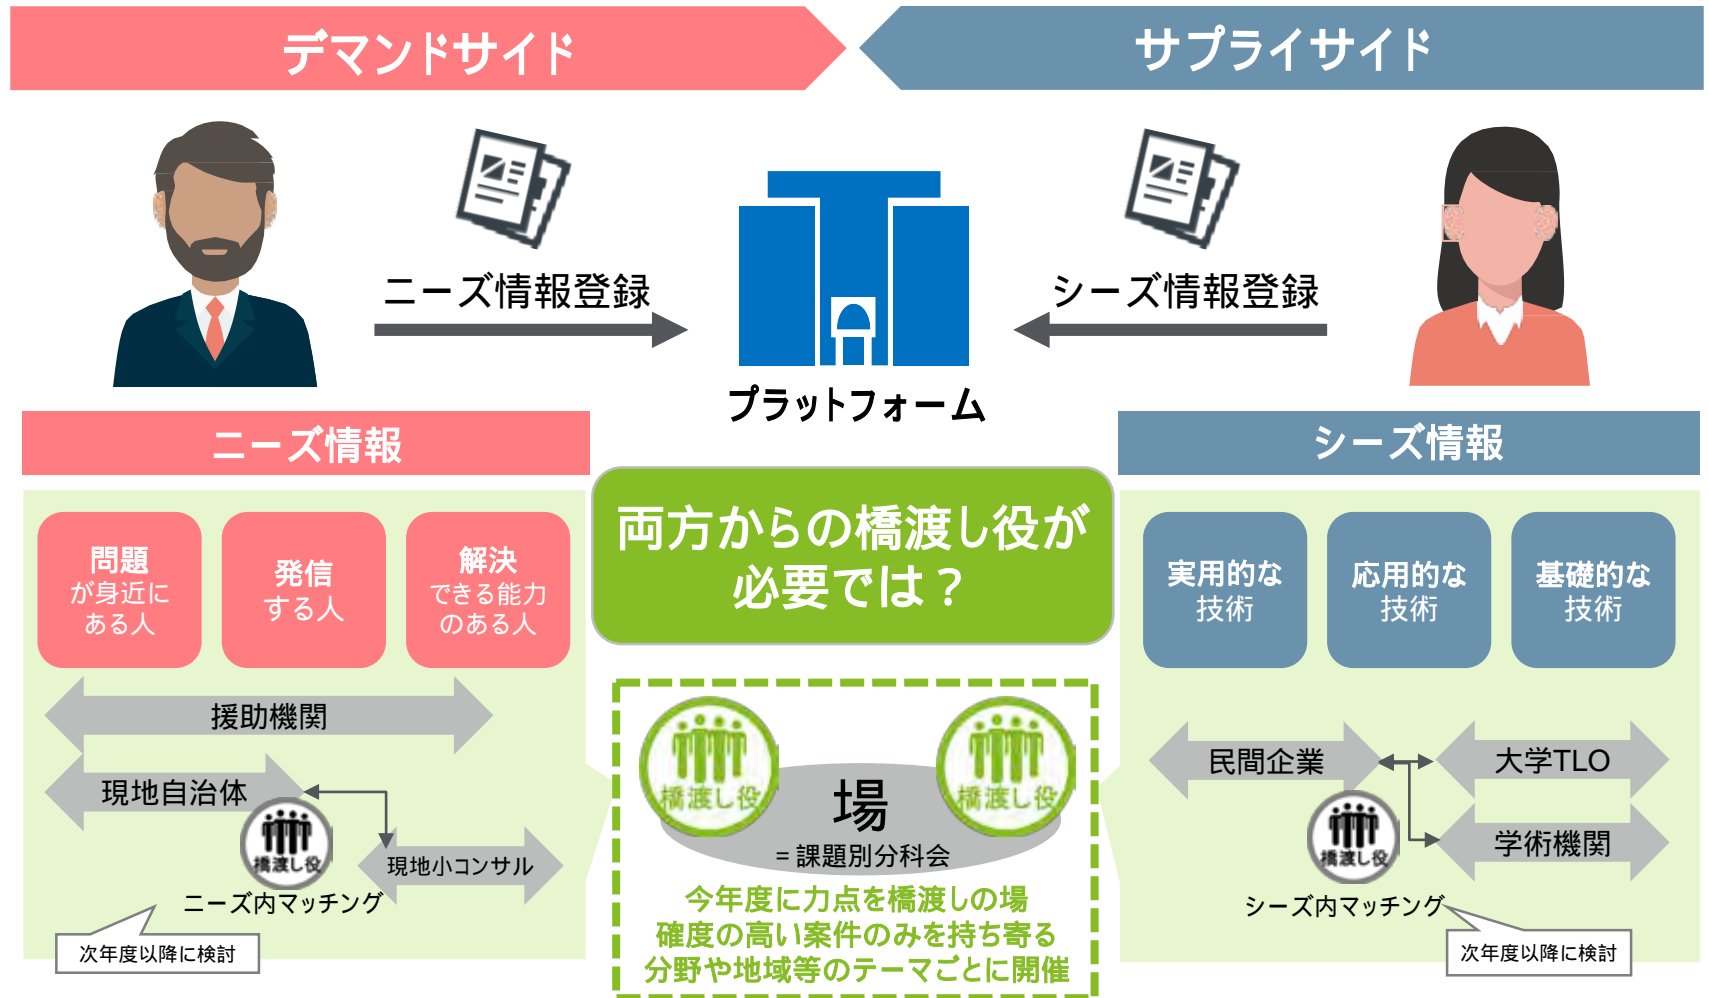 デマンドサイド
サプライサイド
ニーズ情報登録
シーズ情報登録
プラットフォーム
ニーズ情報
シーズ情報
問題
が身近に
ある人
発信
する人
解決
できる能力
のある人
両方からの橋渡し役が
必要では？
実用的な
技術
応用的な
技術
基礎的な
技術
援助機関
現地自治体
橋渡し役
現地小コンサル
ニーズ内マッチング
次年度以降に検討
橋渡し役
橋渡し役
場
＝課題別分科会
今年度に力点を橋渡しの場
確度の高い案件のみを持ち寄る
分野や地域等のテーマごとに開催
民間企業
大学TLO
橋渡し役
学術機関
シーズ内マッチング
次年度以降に検討